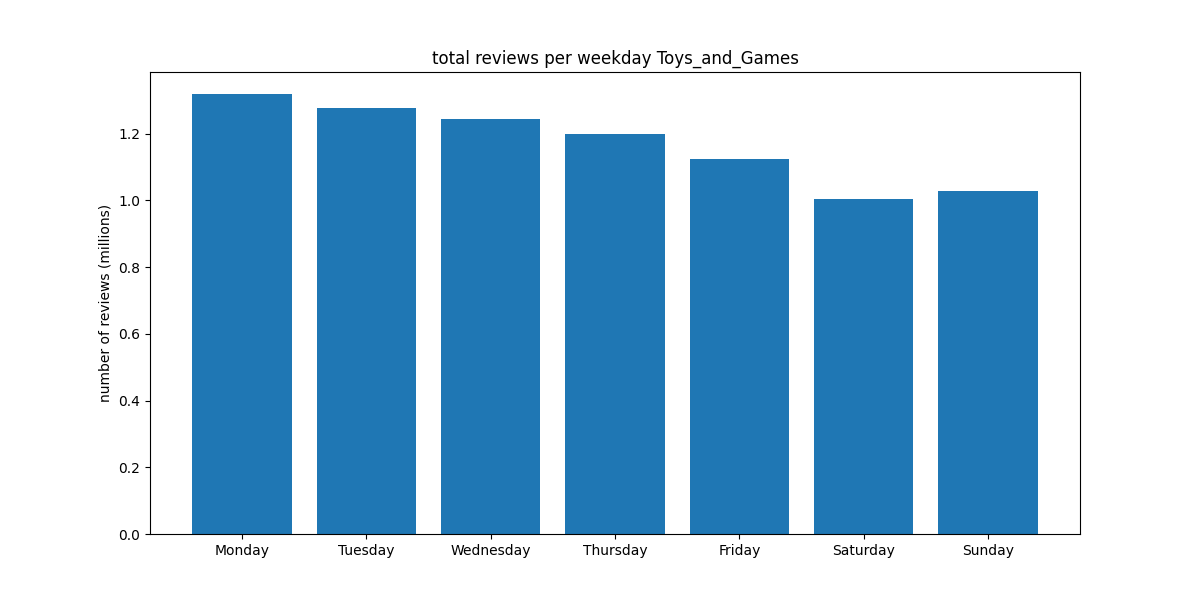 total reviews per weekday Toys_and_Games
number of reviews (millions)
1.2
1.0
0.8
0.6
0.4
0.2
0.0
Monday Tuesday Wednesday Thursday Friday Saturday Sunday